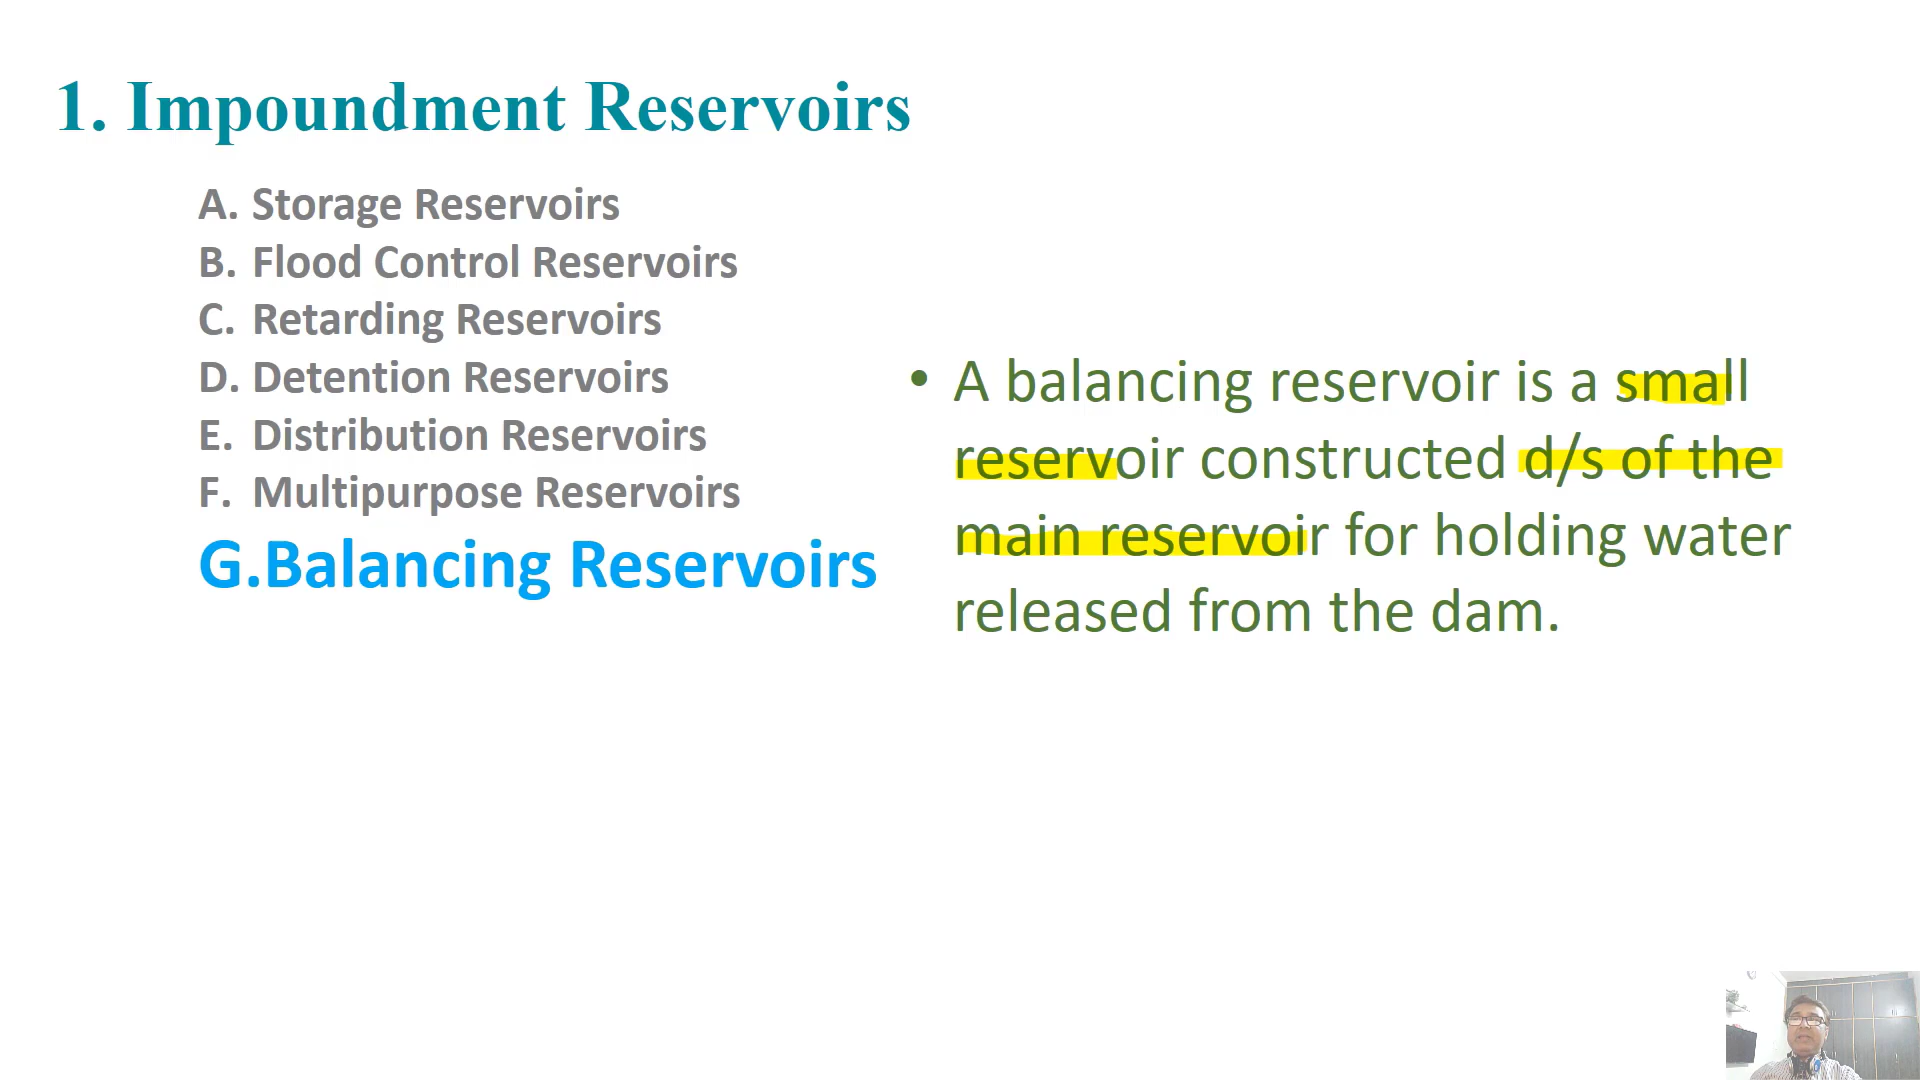 1. Impoundment Reservoirs
A. Storage Reservoirs
B. Flood Control Reservoirs
C. Retarding Reservoirs
D. Detention Reservoirs
E. Distribution Reservoirs
F. Multipurpose Reservoirs
G.Balancing Reservoirs
• A balancing reservoir is a small
reservoir constructed d/s of the
main reservoir for holding water
released from the dam.